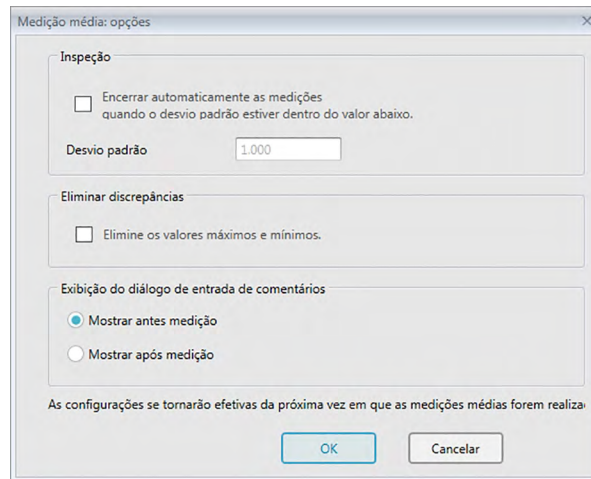 Medição média: opções
Inspeção
Encerrar automaticamente as medições
quando o desvio padrão estiver dentro do valor abaixo.
Desvio padrão
1.000
Eliminar discrepâncias
Elimine os valores máximos e mínimos.
Exibição do diálogo de entrada de comentários
Mostrar antes medição
Mostrar após medição
As configurações se tornarão efetivas da próxima vez em que as medições médias forem realiza
OK
Cancelar